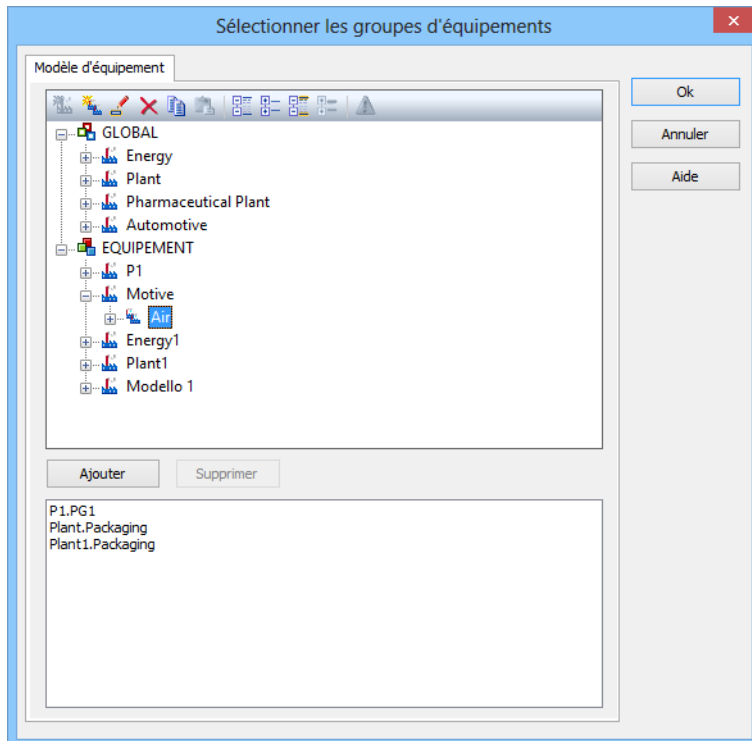 Sélectionner les groupes d'équipements
Modèle d'équipement
GLOBAL
Energy
Plant
Pharmaceutical Plant
Automotive
EQUIPEMENT
P1
Motive
Air
Energy1
Plant1
Modello 1
Ajouter
Supprimer
P1.PG1
Plant.Packaging
Plant1.Packaging
Ok
Annuler
Aide